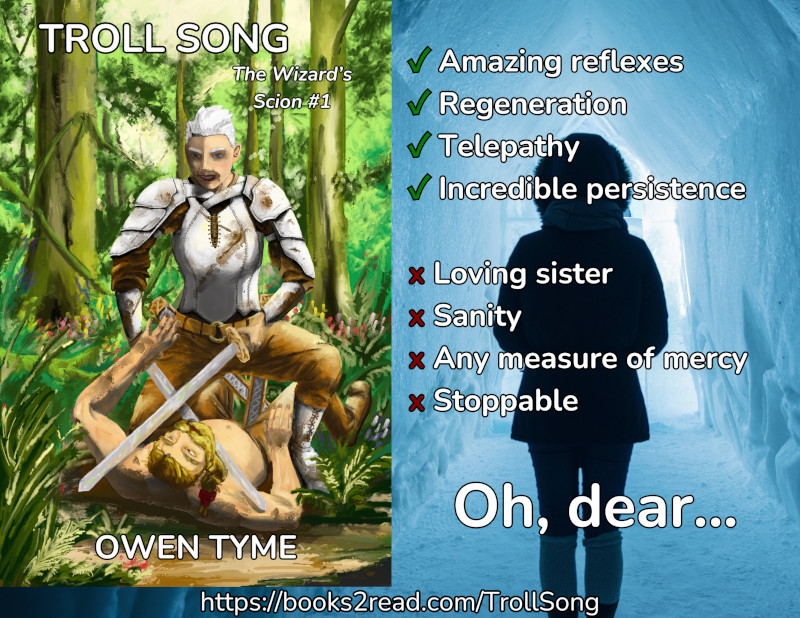 TROLL SONG
The Wizard's
Scion #1
OWEN TYME
✓ Amazing reflexes
✓ Regeneration
✓ Telepathy
✓ Incredible persistence
x Loving sister
x Sanity
x Any measure of mercy
x Stoppable
Oh, dear...
https://books2read.com/TrollSong